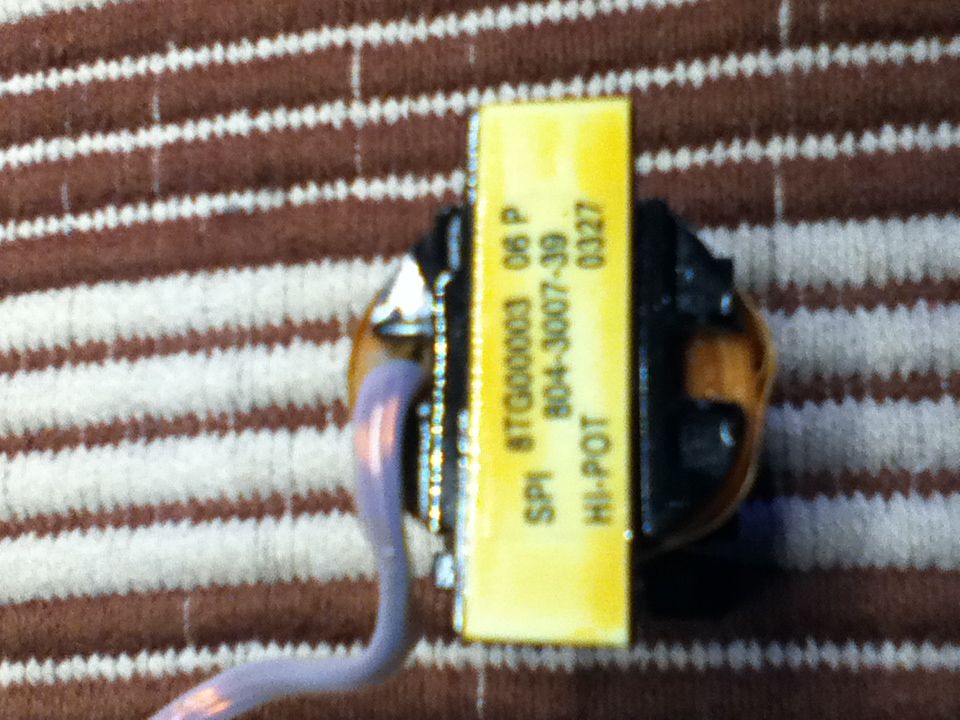 8TG00003 06 P
SPI 804-3007-39
HI-POT 0327